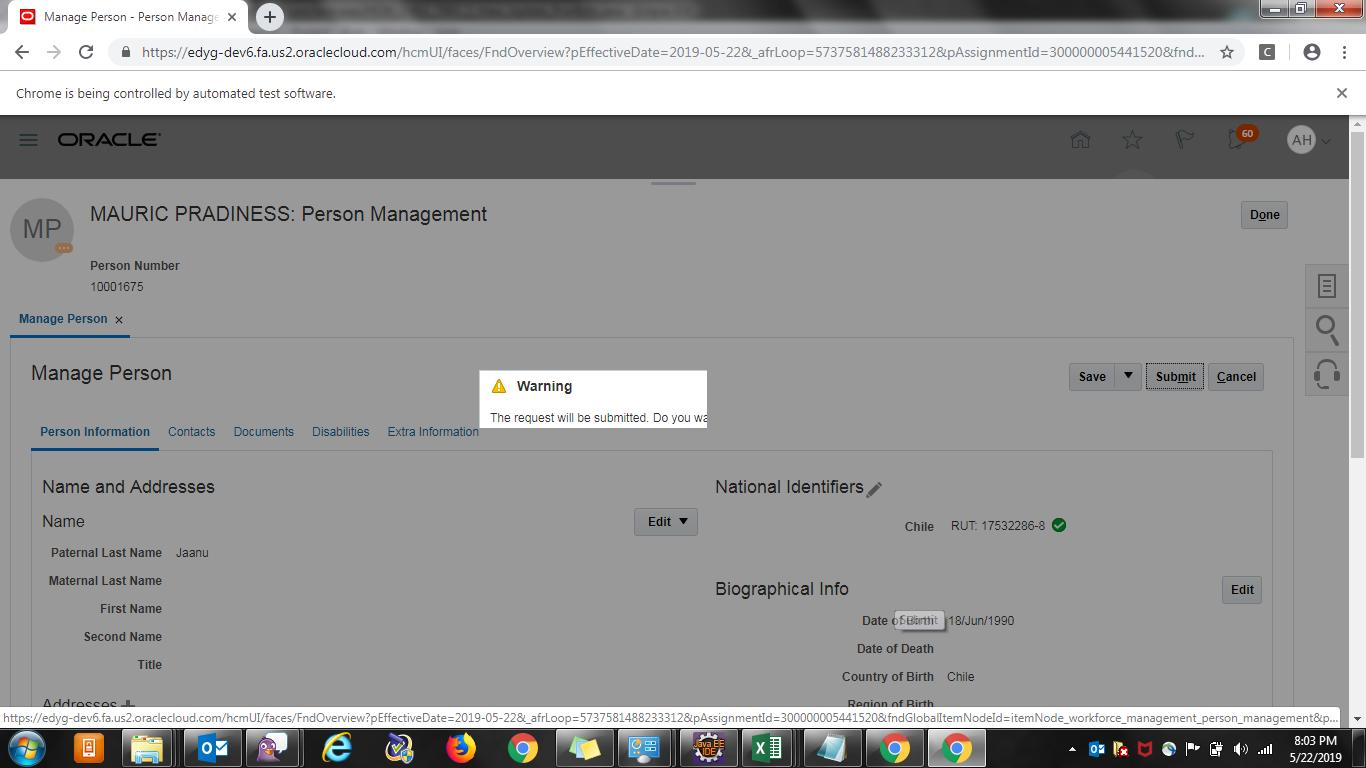 Manage Person - Person Manage
https://edyg-dev6.fa.us2.oraclecloud.com/hcmUI/faces/FndOverview?pEffectiveDate=2019-05-22&_afrLoop=5737581488233312&pAssignmentId=300000005441520&fnd...
C
Chrome is being controlled by automated test software.
ORACLE
60
AH
MP
MAURIC PRADINESS: Person Management
Done
Person Number
10001675
Manage Person
Manage Person
Save
Submit
Cancel
Warning
The request will be submitted. Do you wa
Person Information
Contacts
Documents
Disabilities
Extra Information
Name and Addresses
Name
Edit
Paternal Last Name Jaanu
Maternal Last Name
First Name
Second Name
Title
Addresses
National Identifiers
Chile RUT: 17532286-8
Biographical Info
Edit
Date of Birth 18/Jun/1990
Submit
Date of Death
Country of Birth Chile
Region of Birth
https://edyg-dev6.fa.us2.oraclecloud.com/hcmUI/faces/FndOverview?pEffectiveDate=2019-05-22&_afrLoop=5737581488233312&pAssignmentId=300000005441520&fndGlobalItemNodeId=itemNode_workforce_management_person_management&p...
Java EE
IDE
8:03 PM
5/22/2019